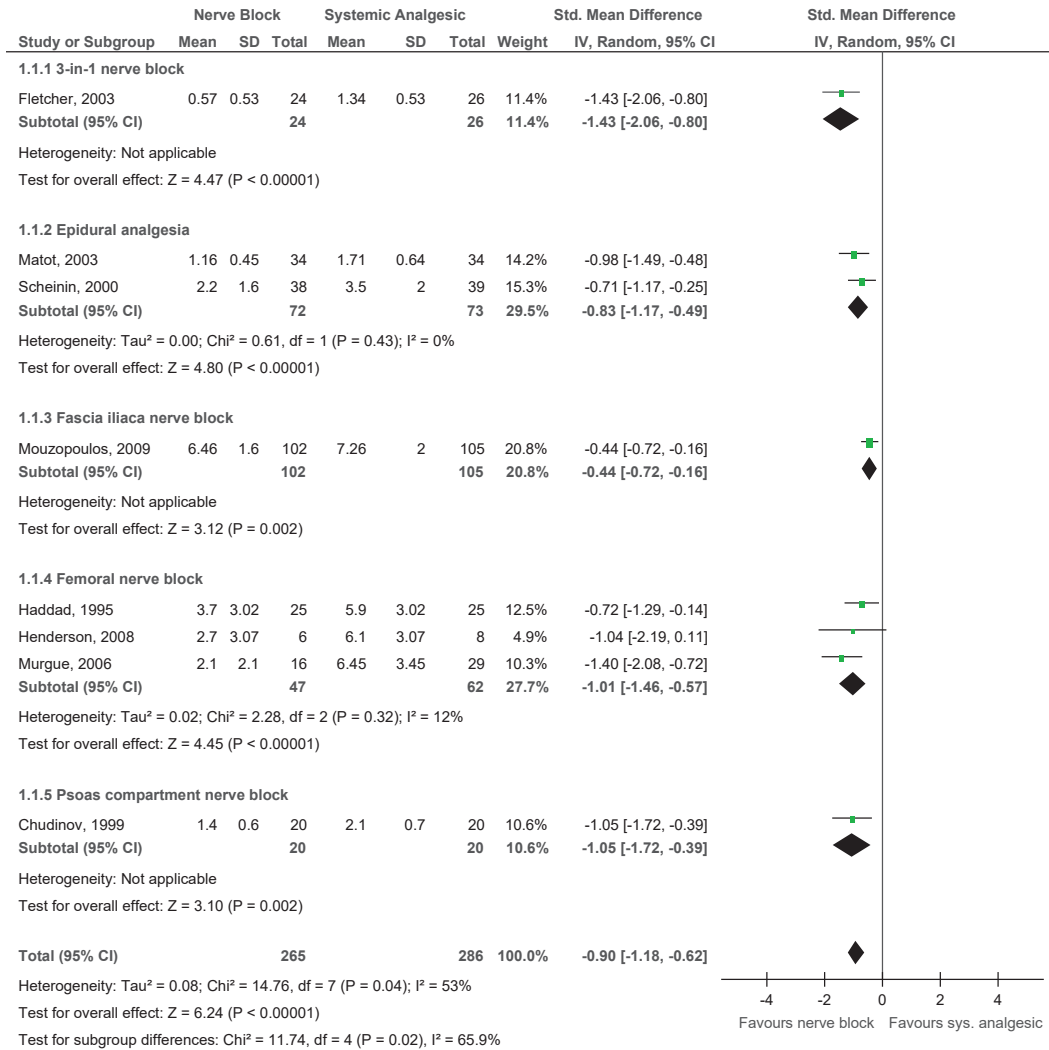 Nerve Block Systemic Analgesic Std. Mean Difference Std. Mean Difference
Study or Subgroup Mean SD Total Mean SD Total Weight IV, Random, 95% CI IV, Random, 95% CI
1.1.1 3-in-1 nerve block
Fletcher, 2003 0.57 0.53 24 1.34 0.53 26 11.4% -1.43 [-2.06, -0.80]
Subtotal (95% CI) 24 26 11.4% -1.43 [-2.06, -0.80]
Heterogeneity: Not applicable
Test for overall effect: Z = 4.47 (P < 0.00001)
1.1.2 Epidural analgesia
Matot, 2003 1.16 0.45 34 1.71 0.64 34 14.2% -0.98 [-1.49, -0.48]
Scheinin, 2000 2.2 1.6 38 3.5 2 39 15.3% -0.71 [-1.17, -0.25]
Subtotal (95% CI) 72 73 29.5% -0.83 [-1.17, -0.49]
Heterogeneity: Tau² = 0.00; Chi² = 0.61, df = 1 (P = 0.43); I² = 0%
Test for overall effect: Z = 4.80 (P < 0.00001)
1.1.3 Fascia iliaca nerve block
Mouzopoulos, 2009 6.46 1.6 102 7.26 2 105 20.8% -0.44 [-0.72, -0.16]
Subtotal (95% CI) 102 105 20.8% -0.44 [-0.72, -0.16]
Heterogeneity: Not applicable
Test for overall effect: Z = 3.12 (P = 0.002)
1.1.4 Femoral nerve block
Haddad, 1995 3.7 3.02 25 5.9 3.02 25 12.5% -0.72 [-1.29, -0.14]
Henderson, 2008 2.7 3.07 6 6.1 3.07 8 4.9% -1.04 [-2.19, 0.11]
Murgue, 2006 2.1 2.1 16 6.45 3.45 29 10.3% -1.40 [-2.08, -0.72]
Subtotal (95% CI) 47 62 27.7% -1.01 [-1.46, -0.57]
Heterogeneity: Tau² = 0.02; Chi² = 2.28, df = 2 (P = 0.32); I² = 12%
Test for overall effect: Z = 4.45 (P < 0.00001)
1.1.5 Psoas compartment nerve block
Chudinov, 1999 1.4 0.6 20 2.1 0.7 20 10.6% -1.05 [-1.72, -0.39]
Subtotal (95% CI) 20 20 10.6% -1.05 [-1.72, -0.39]
Heterogeneity: Not applicable
Test for overall effect: Z = 3.10 (P = 0.002)
Total (95% CI) 265 286 100.0% -0.90 [-1.18, -0.62]
Heterogeneity: Tau² = 0.08; Chi² = 14.76, df = 7 (P = 0.04); I² = 53%
Test for overall effect: Z = 6.24 (P < 0.00001)
Test for subgroup differences: Chi² = 11.74, df = 4 (P = 0.02), I² = 65.9%
-4 -2 0 2 4
Favours nerve block Favours sys. analgesic